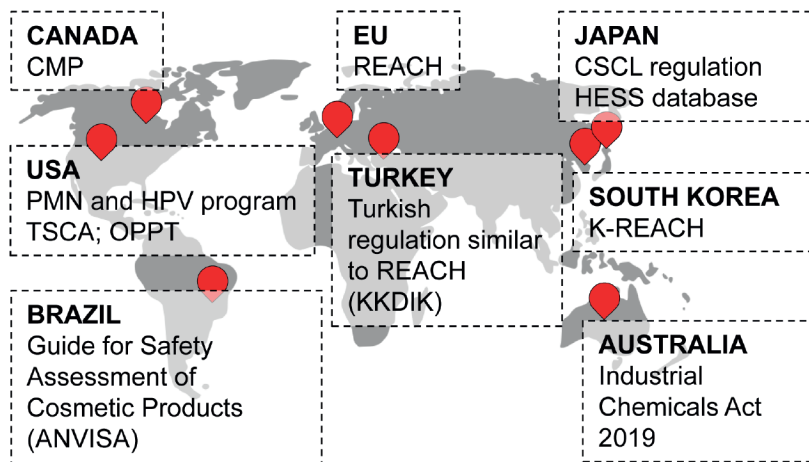 CANADA
CMP
EU
REACH
JAPAN
CSCL regulation
HESS database
USA
PMN and HPV program
TSCA; OPPT
TURKEY
Turkish
regulation similar
to REACH
(KKDIK)
SOUTH KOREA
K-REACH
BRAZIL
Guide for Safety
Assessment of
Cosmetic Products
(ANVISA)
AUSTRALIA
Industrial
Chemicals Act
2019